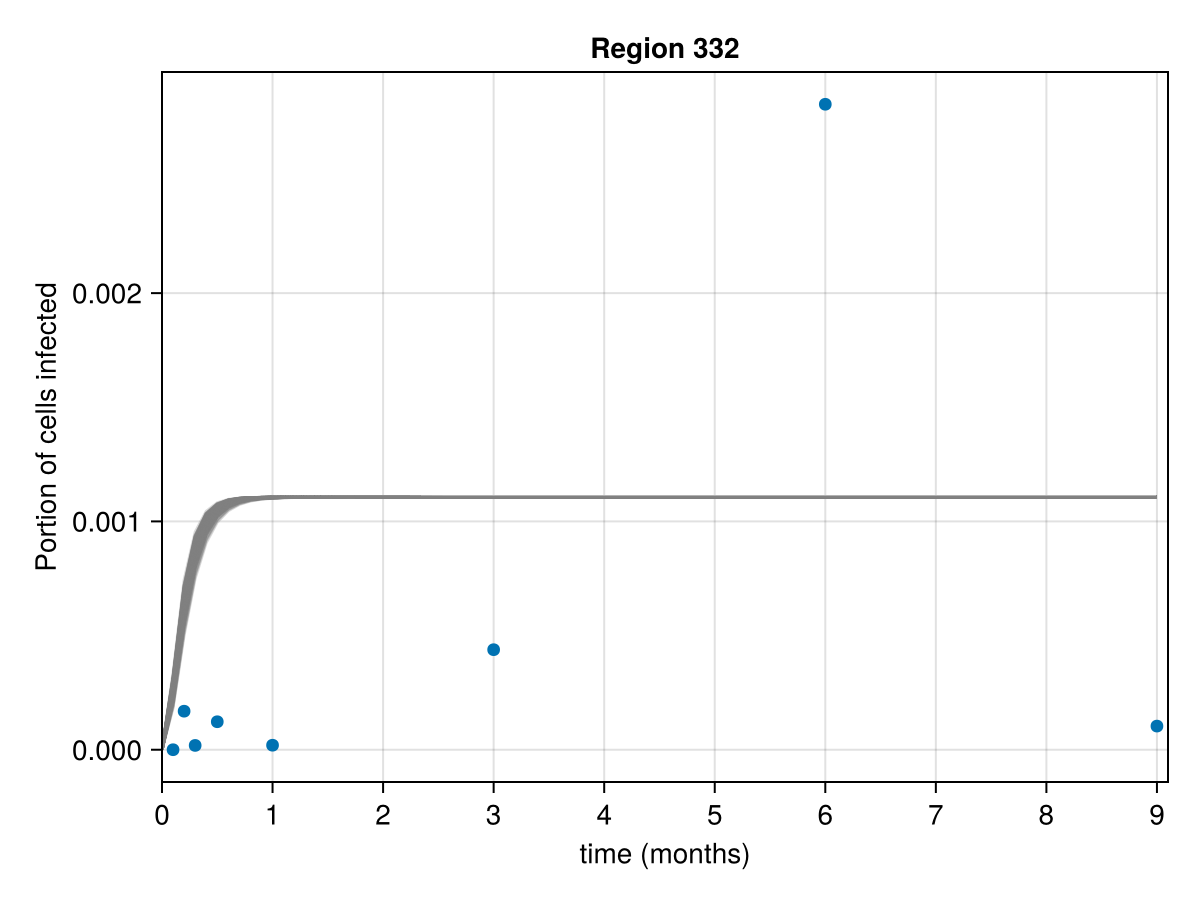 Region 332
Portion of cells infected
0.002
0.001
0.000
0 1 2 3 4 5 6 7 8 9
time (months)